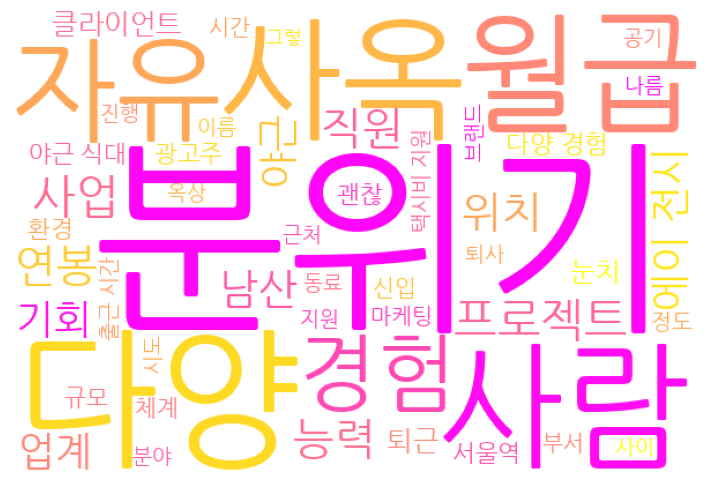 클라이언트
시간
그렇
공기
자유
사옥
월급
나름
진행
이름
야근
직원
브랜드
다양 경험
야근 식대
광고주
택시비 지원
에이 전시
사업
옥상
괜찮
위치
분위기
환경
근처
퇴사
연봉
출근 시간
남산
동료
신입
눈치
기회
지원
마케팅
프로젝트
정도
다양
시도
경험
사람
규모
체계
업계
분야
능력
퇴근
서울역
부서
사이